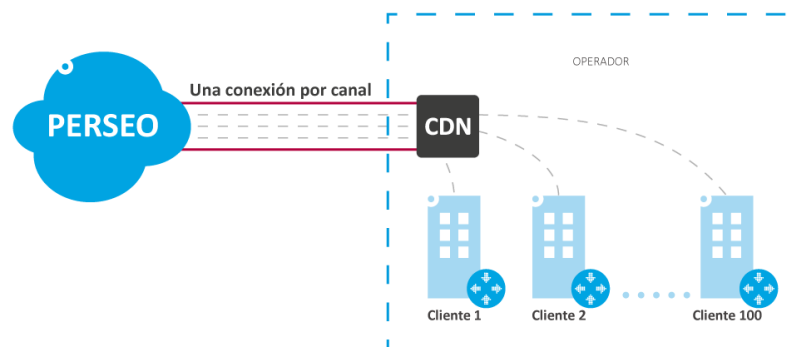 OPERADOR
Una conexión por canal
PERSEO
CDN
Cliente 1
Cliente 2
Cliente 100